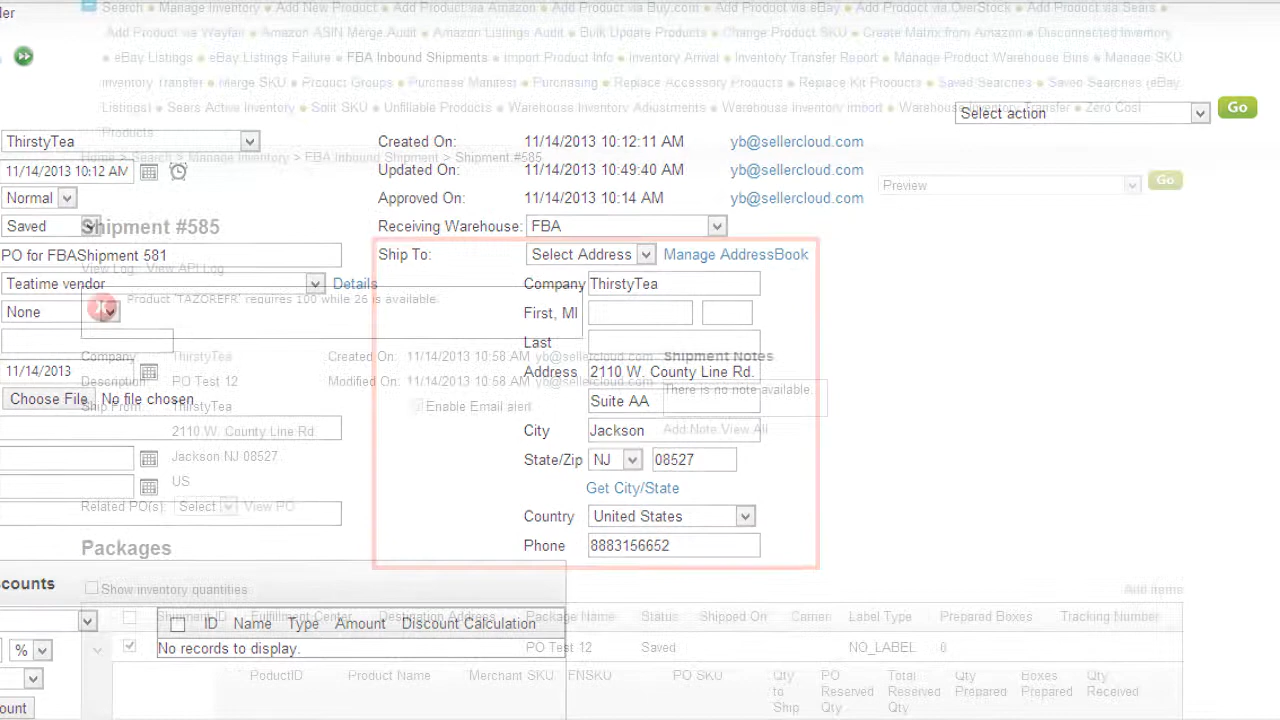 ler
Search ● Manage Inventory ● Add New Product ● Add Product via Amazon ● Add Product via Buy.com ● Add Product via eBay ● Add Product via OverStock ● Add Product via Sears ●
Add Product via Wayfair ● Amazon ASIN Merge Audit ● Amazon Listings Audit ● Bulk Update Products ● Change Product SKU ● Create Matrix from Amazon ● Disconnected Inventory
● eBay Listings ● eBay Listings Failure ● FBA Inbound Shipments ● Import Product Info ● Inventory Arrival ● Inventory Transfer Report ● Manage Product Warehouse Bins ● Manage SKU
Inventory Transfer ● Merge SKU ● Product Groups ● Purchase Manifest ● Purchasing ● Replace Accessory Products ● Replace Kit Products ● Saved Searches ● Saved Searches (eBay
Listings) ● Sears Active Inventory ● Split SKU ● Unfillable Products ● Warehouse Inventory Adjustments ● Warehouse Inventory Import ● Warehouse Inventory Transfer ● Zero Cost
Products
Select action Go
ThirstyTea Created On: 11/14/2013 10:12:11 AM yb@sellercloud.com
Home > Search > Manage Inventory > FBA Inbound Shipment > Shipment #585
11/14/2013 10:12 AM Updated On: 11/14/2013 10:49:40 AM yb@sellercloud.com
Preview Go
Normal Approved On: 11/14/2013 10:14 AM yb@sellercloud.com
Saved Receiving Warehouse: FBA
Shipment #585
PO for FBAShipment 581 Ship To: Select Address Manage AddressBook
View Log View API Log
Teatime vendor Details Company ThirstyTea
Product 'TAZOREFR' requires 100 while 26 is available.
None First, MI
Last
Company ThirstyTea Created On: 11/14/2013 10:58 AM yb@sellercloud.com Shipment Notes
11/14/2013 Address 2110 W. County Line Rd.
Description PO Test 12 Modified On: 11/14/2013 10:58 AM yb@sellercloud.com There is no note available.
Choose File No file chosen Suite AA
Ship From ThirstyTea Enable Email alert
2110 W. County Line Rd. City Jackson Add Note View All
Jackson NJ 08527 State/Zip NJ 08527
US Get City/State
Related PO(s) Select View PO
Country United States
Packages Phone 8883156652
counts Show inventory quantities Add items
Shipment ID Fulfillment Center Destination Address Package Name Status Shipped On Carrier Label Type Prepared Boxes Tracking Number
ID Name Type Amount Discount Calculation
% No records to display. PO Test 12 Saved NO_LABEL 0
ProductID Product Name Merchant SKU FNSKU PO SKU Qty to Ship PO Reserved Qty Total Reserved Qty Qty Prepared Boxes Prepared Qty Received
ount